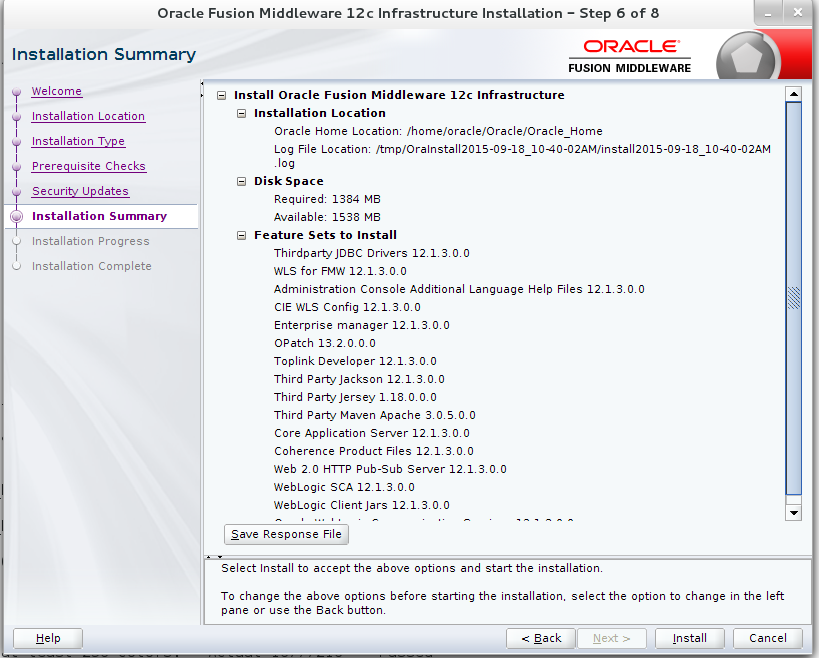 Oracle Fusion Middleware 12c Infrastructure Installation – Step 6 of 8
Installation Summary
ORACLE
FUSION MIDDLEWARE
Welcome
Installation Location
Installation Type
Prerequisite Checks
Security Updates
Installation Summary
Installation Progress
Installation Complete
Install Oracle Fusion Middleware 12c Infrastructure
Installation Location
Oracle Home Location: /home/oracle/Oracle/Oracle_Home
Log File Location: /tmp/OraInstall2015-09-18_10-40-02AM/install2015-09-18_10-40-02AM
.log
Disk Space
Required: 1384 MB
Available: 1538 MB
Feature Sets to Install
Thirdparty JDBC Drivers 12.1.3.0.0
WLS for FMW 12.1.3.0.0
Administration Console Additional Language Help Files 12.1.3.0.0
CIE WLS Config 12.1.3.0.0
Enterprise manager 12.1.3.0.0
OPatch 13.2.0.0.0
Toplink Developer 12.1.3.0.0
Third Party Jackson 12.1.3.0.0
Third Party Jersey 1.18.0.0.0
Third Party Maven Apache 3.0.5.0.0
Core Application Server 12.1.3.0.0
Coherence Product Files 12.1.3.0.0
Web 2.0 HTTP Pub-Sub Server 12.1.3.0.0
WebLogic SCA 12.1.3.0.0
WebLogic Client Jars 12.1.3.0.0
Save Response File
Select Install to accept the above options and start the installation.
To change the above options before starting the installation, select the option to change in the left
pane or use the Back button.
Help
< Back
Next >
Install
Cancel